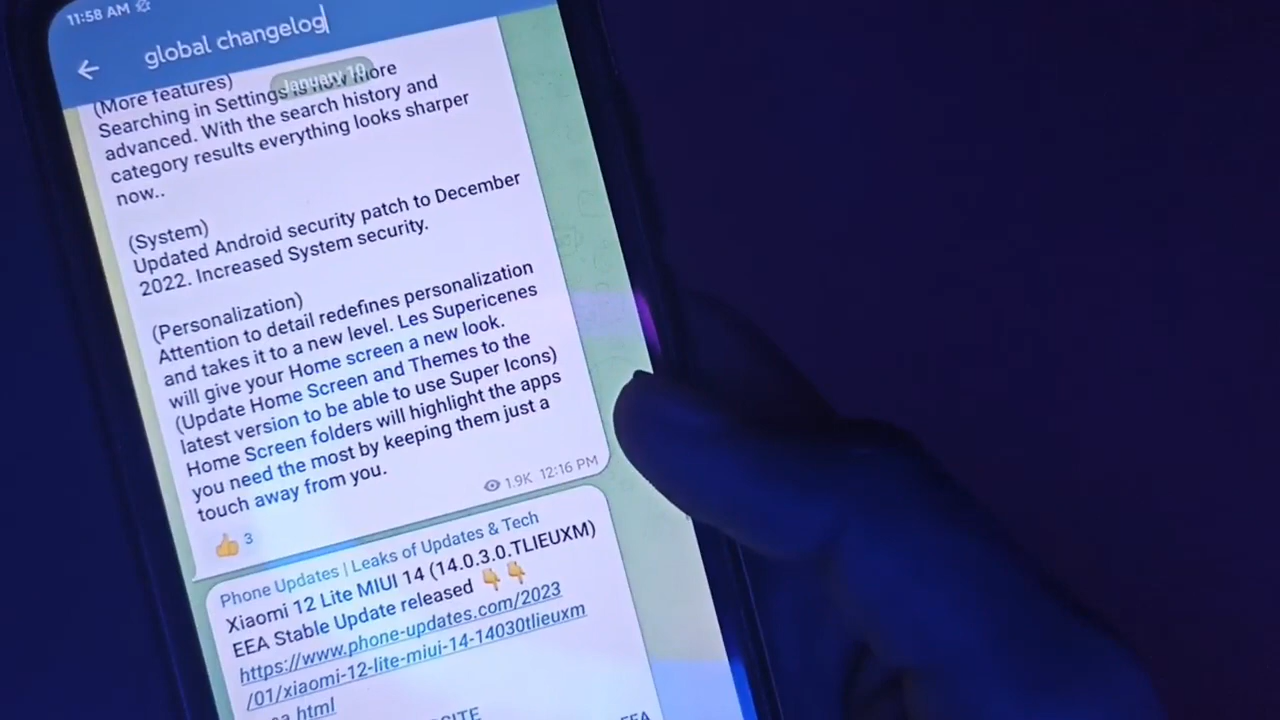 11:58 AM
global changelog
January 10
(More features)
Searching in Settings is now more
advanced. With the search history and
category results everything looks sharper
now..
(System)
Updated Android security patch to December
2022. Increased System security.
(Personalization)
Attention to detail redefines personalization
and takes it to a new level. Les Supericenes
will give your Home screen a new look.
(Update Home Screen and Themes to the
latest version to be able to use Super Icons)
Home Screen folders will highlight the apps
you need the most by keeping them just a
touch away from you.
1.9K 12:16 PM
👍 3
Phone Updates | Leaks of Updates & Tech
Xiaomi 12 Lite MIUI 14 (14.0.3.0.TLIEUXM)
EEA Stable Update released 👇👇
https://www.phone-updates.com/2023
/01/xiaomi-12-lite-miui-14-14030tlieuxm
html
EEA